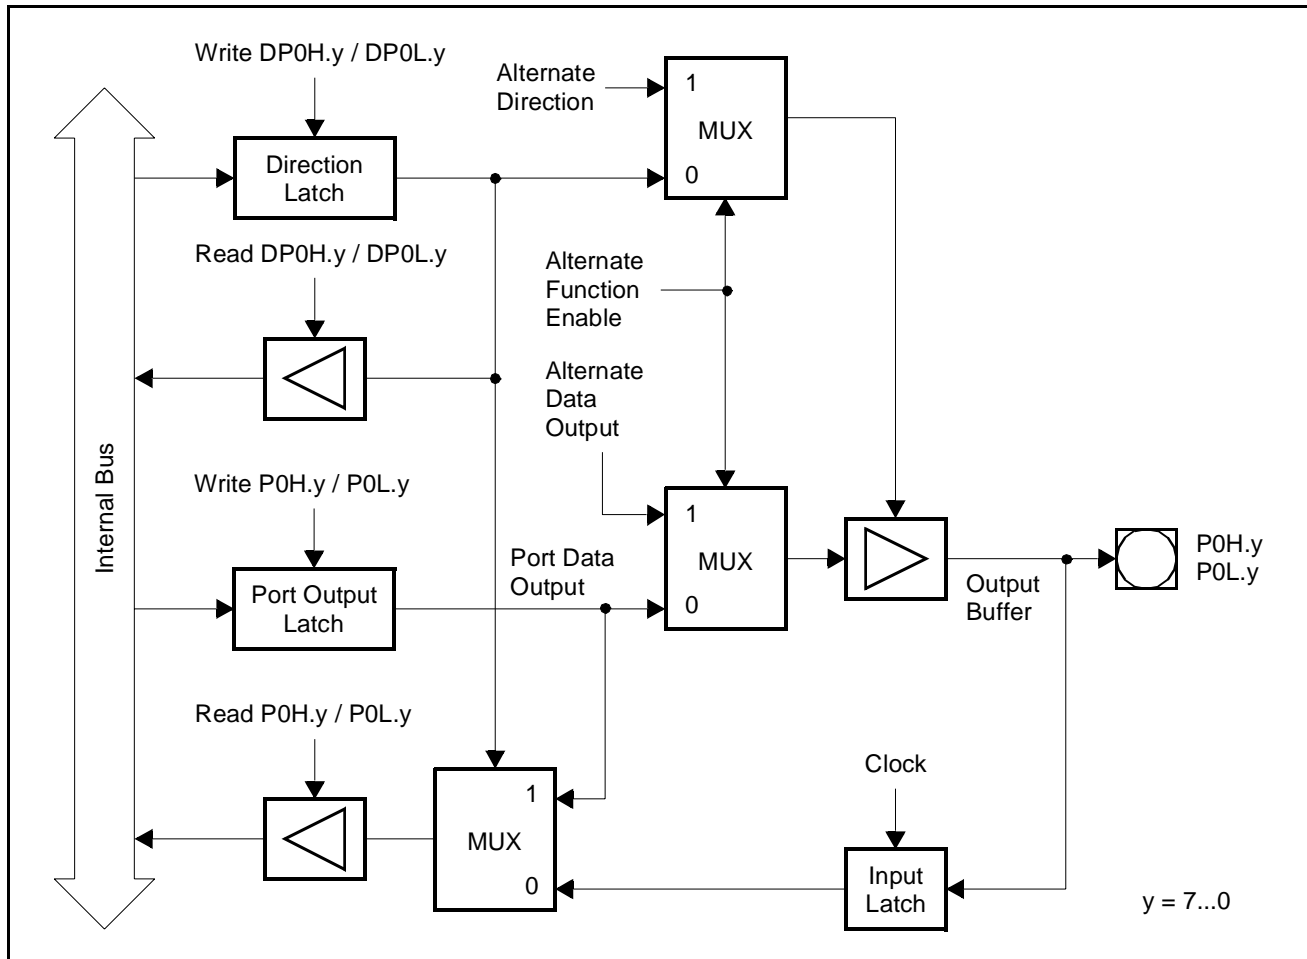 Write DP0H.y / DP0L.y
Alternate
Direction
1
MUX
0
Direction
Latch
Read DP0H.y / DP0L.y
Alternate
Function
Enable
Alternate
Data
Output
Internal Bus
Write P0H.y / P0L.y
1
MUX
0
Port Data
Output
Port Output
Latch
Output
Buffer
P0H.y
P0L.y
Read P0H.y / P0L.y
1
MUX
0
Clock
Input
Latch
y = 7...0